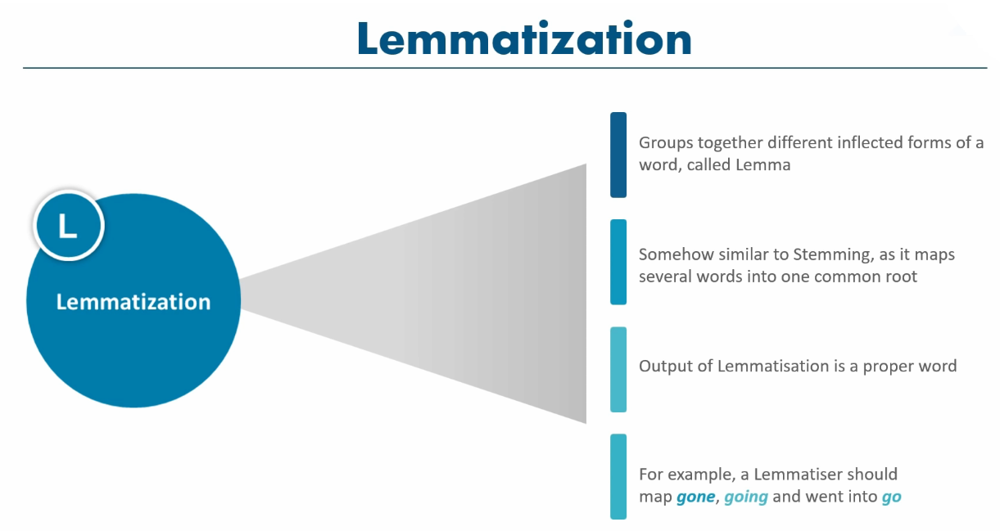 Lemmatization
L
Lemmatization
Groups together different inflected forms of a
word, called Lemma
Somehow similar to Stemming, as it maps
several words into one common root
Output of Lemmatisation is a proper word
For example, a Lemmatiser should
map gone, going and went into go